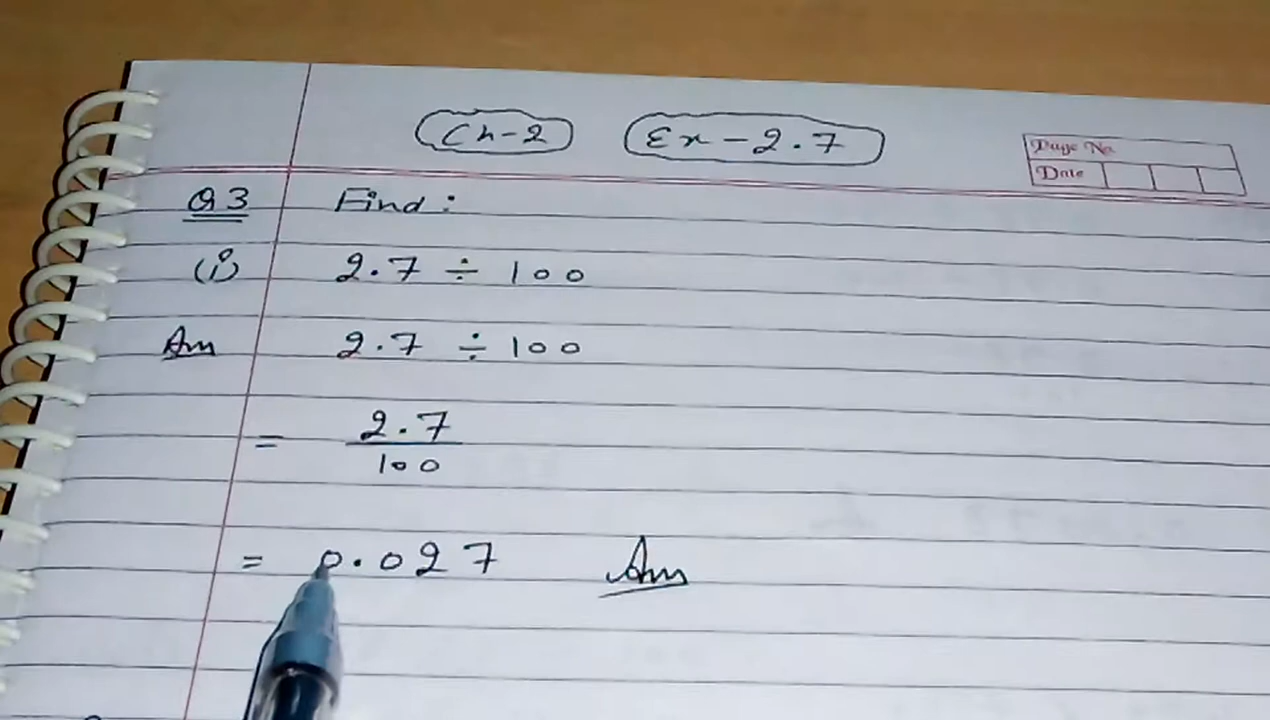 Ch-2 Ex-2.7
Page No.
Date
Q3 Find:
(i) 2.7 ÷ 100
Ans 2.7 ÷ 100
= 2.7
100
= 0.027 Ans